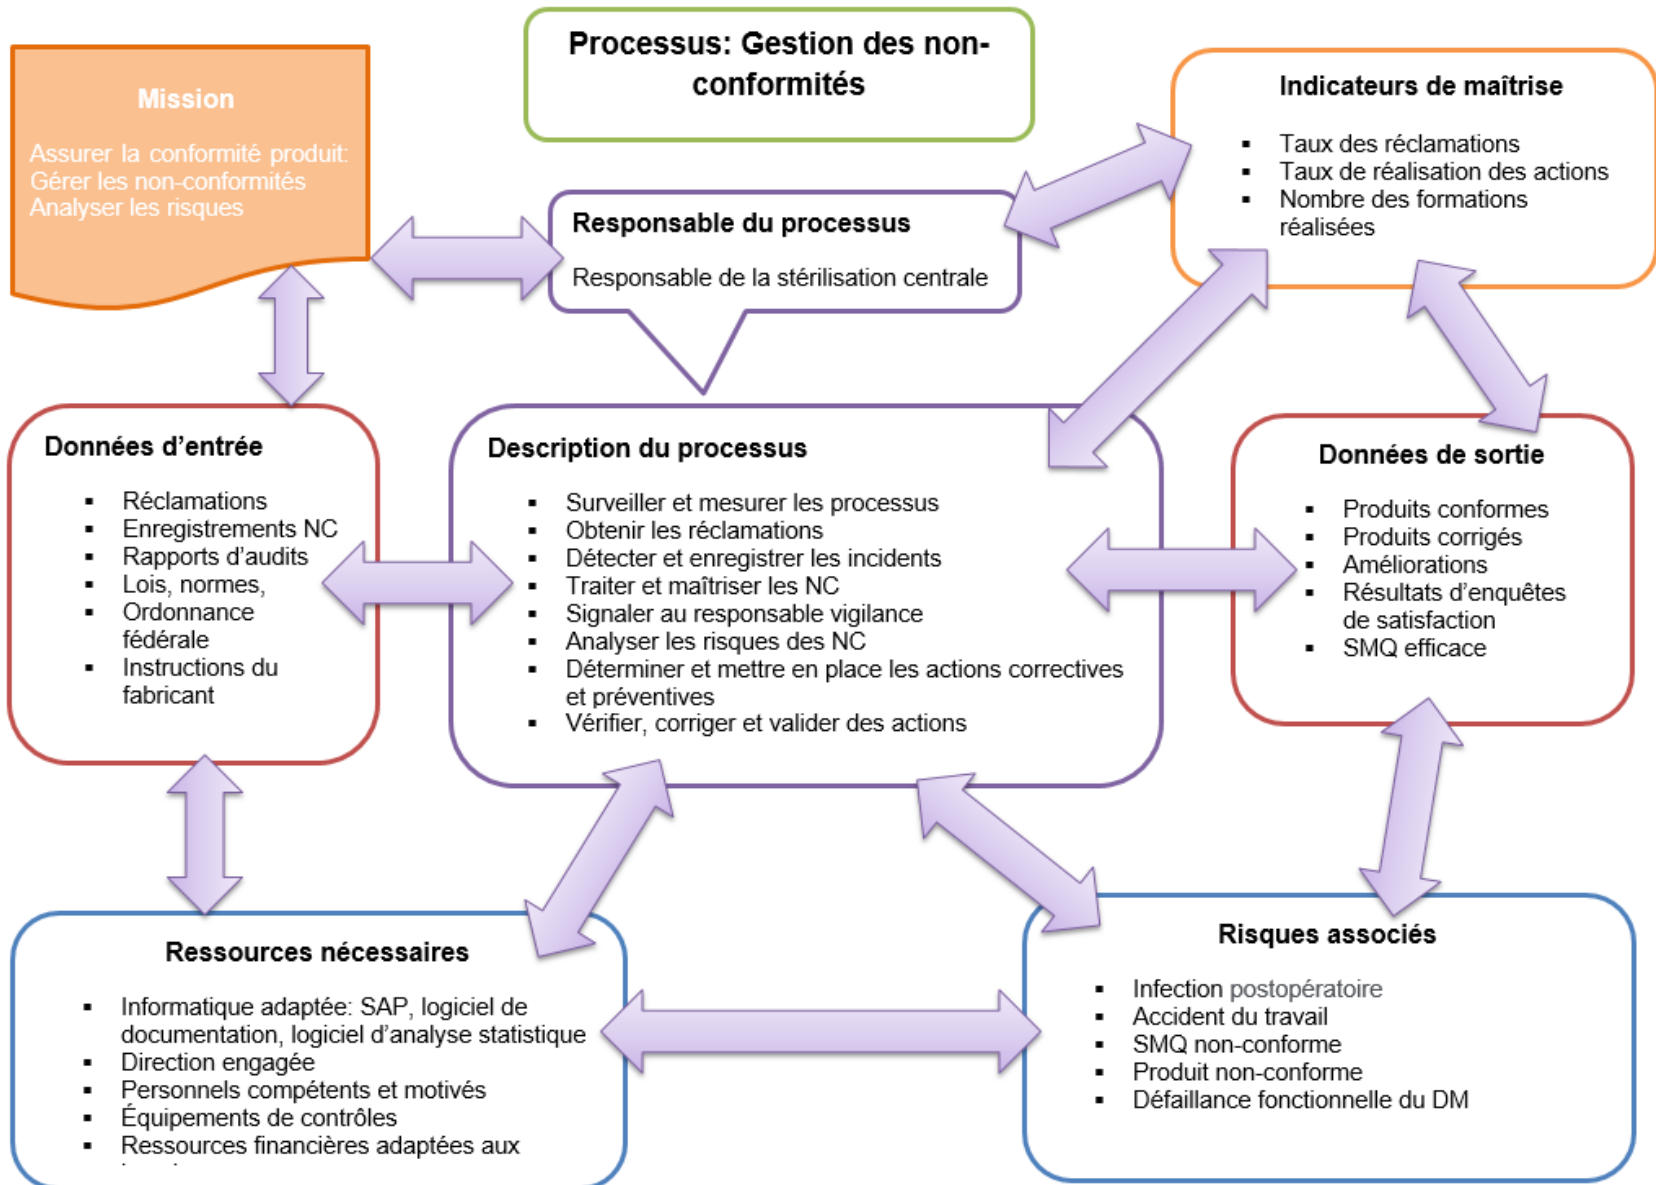 Processus: Gestion des non-
conformités
Mission
Assurer la conformité produit:
Gérer les non-conformités
Analyser les risques
Responsable du processus
Responsable de la stérilisation centrale
Indicateurs de maîtrise
▪ Taux des réclamations
▪ Taux de réalisation des actions
▪ Nombre des formations
réalisées
Données d'entrée
▪ Réclamations
▪ Enregistrements NC
▪ Rapports d'audits
▪ Lois, normes,
▪ Ordonnance
fédérale
▪ Instructions du
fabricant
Description du processus
▪ Surveiller et mesurer les processus
▪ Obtenir les réclamations
▪ Détecter et enregistrer les incidents
▪ Traiter et maîtriser les NC
▪ Signaler au responsable vigilance
▪ Analyser les risques des NC
▪ Déterminer et mettre en place les actions correctives
et préventives
▪ Vérifier, corriger et valider des actions
Données de sortie
▪ Produits conformes
▪ Produits corrigés
▪ Améliorations
▪ Résultats d'enquêtes
de satisfaction
▪ SMQ efficace
Ressources nécessaires
▪ Informatique adaptée: SAP, logiciel de
documentation, logiciel d'analyse statistique
▪ Direction engagée
▪ Personnels compétents et motivés
▪ Équipements de contrôles
▪ Ressources financières adaptées aux
Risques associés
▪ Infection postopératoire
▪ Accident du travail
▪ SMQ non-conforme
▪ Produit non-conforme
▪ Défaillance fonctionnelle du DM